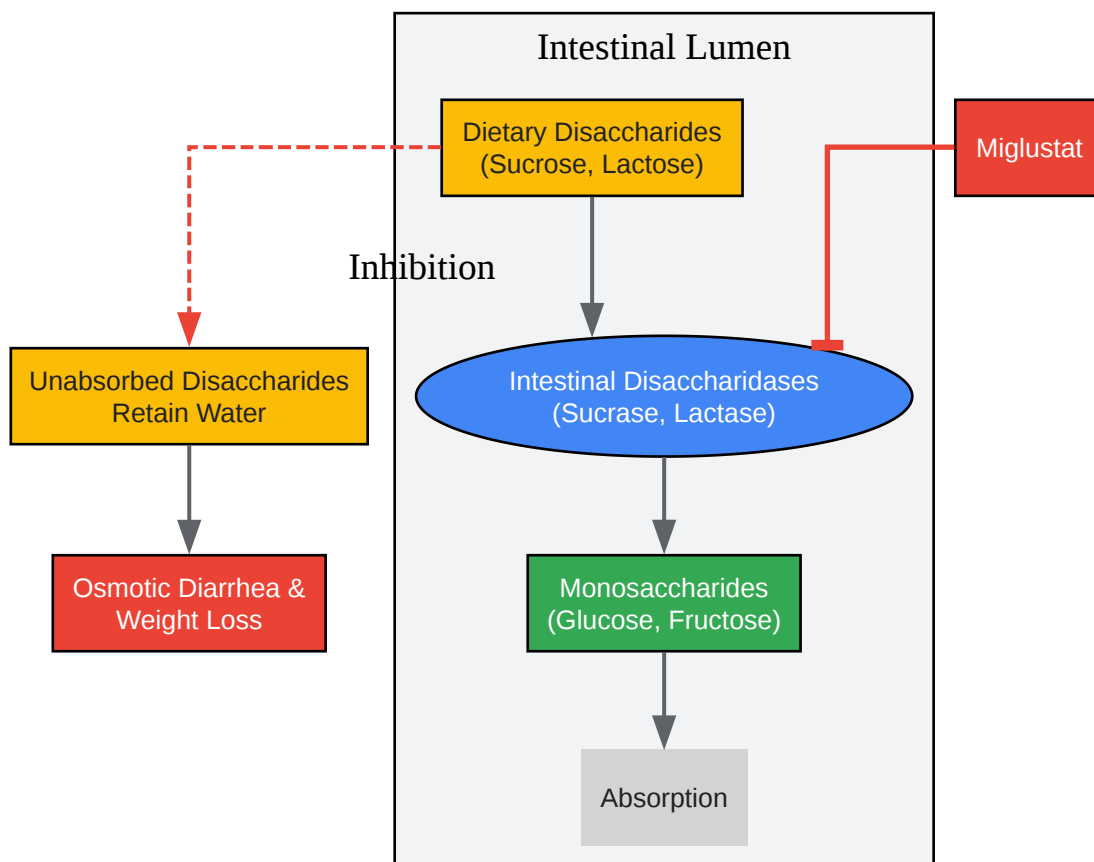 Intestinal Lumen
Dietary Disaccharides
(Sucrose, Lactose)
Miglustat
Inhibition
Unabsorbed Disaccharides
Retain Water
Intestinal Disaccharidases
(Sucrase, Lactase)
Osmotic Diarrhea &
Weight Loss
Monosaccharides
(Glucose, Fructose)
Absorption